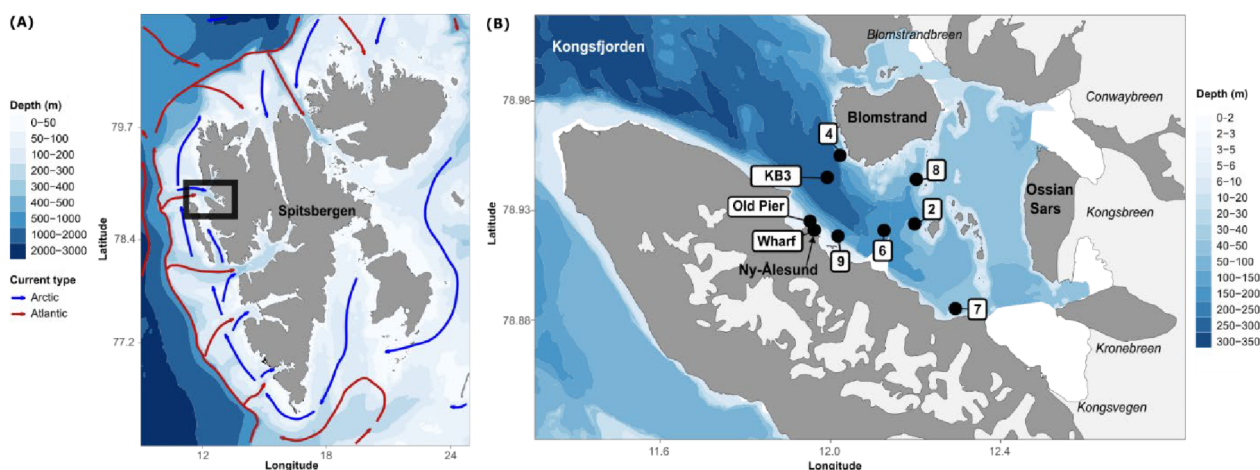 (A)
Depth (m)
0–50
50–100
100–200
200–300
300–400
400–500
500–1000
1000–2000
2000–3000
Current type
Arctic
Atlantic
Latitude
79.7
78.4
77.2
Spitsbergen
12
18
24
Longitude
(B)
Kongsfjorden
Blomstrandbreen
Conwaybreen
Blomstrand
4
KB3
8
Ossian
Sars
Kongsbreen
Old Pier
2
Wharf
Ny-Ålesund
9
6
7
Kronebreen
Kongsvegen
Latitude
78.98
78.93
78.88
11.6
12.0
12.4
Longitude
Depth (m)
0–2
2–3
3–5
5–6
6–10
10–20
20–30
30–40
40–50
50–100
100–150
150–200
200–250
250–300
300–350